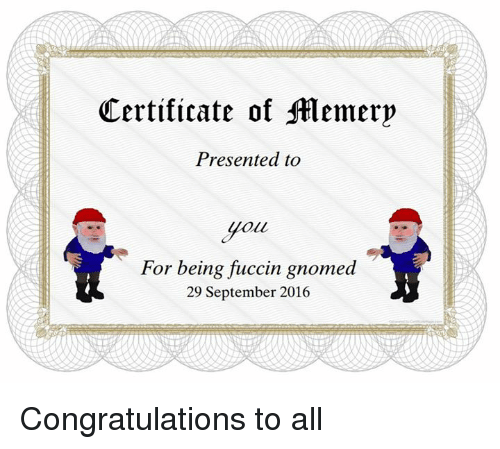 Certificate of Memery
Presented to
you
For being fuccin gnomed
29 September 2016
Congratulations to all